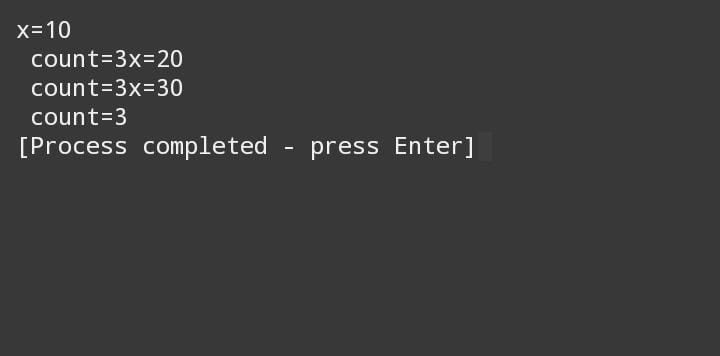 x=10
 count=3x=20
 count=3x=30
 count=3
[Process completed - press Enter]